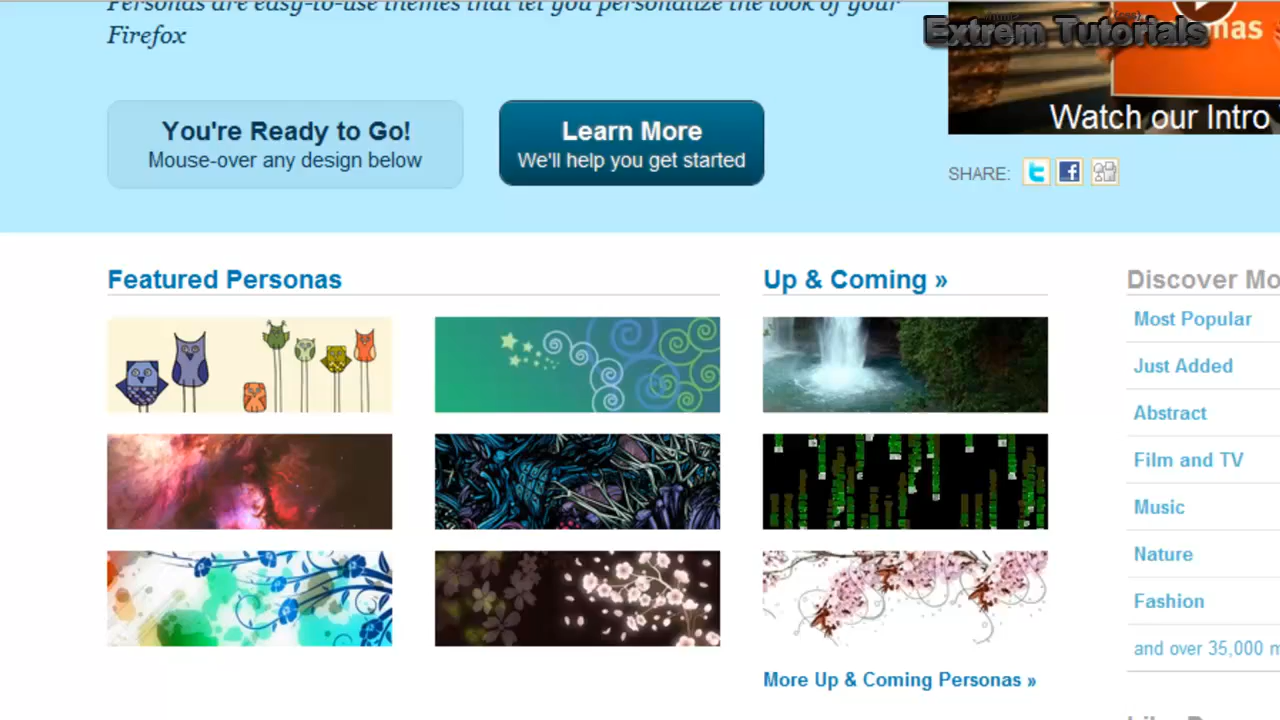 Personas are easy-to-use themes that let you personalize the look of your
Firefox
Extrem Tutorials
mas
Watch our Intro
You're Ready to Go!
Mouse-over any design below
Learn More
We'll help you get started
SHARE:
Featured Personas
Up & Coming »
Discover Mo
Most Popular
Just Added
Abstract
Film and TV
Music
Nature
Fashion
and over 35,000 m
More Up & Coming Personas »